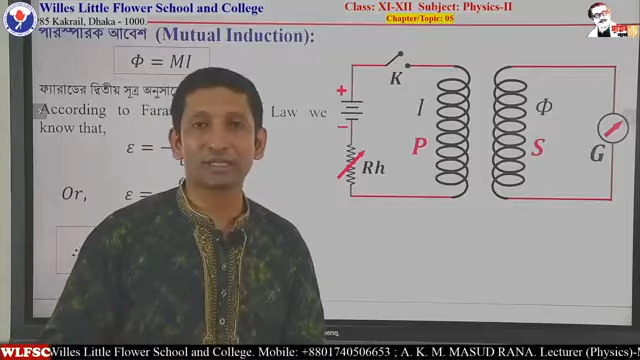 Willes Little Flower School and College
85 Kakrail, Dhaka - 1000.
Class: XI-XII Subject: Physics-II
Chapter/Topic: 05
পারস্পারিক আবেশ (Mutual Induction):
Φ = MI
ফ্যারাডের দ্বিতীয় সূত্র
According to Fara Law we
know that,
ε = −
Or, ε =
∴
+
−
K
I
P
Φ
S
G
Rh
WLFSC
Willes Little Flower School and College. Mobile: +8801740506653 ; A. K. M. MASUD RANA. Lecturer (Physics)-